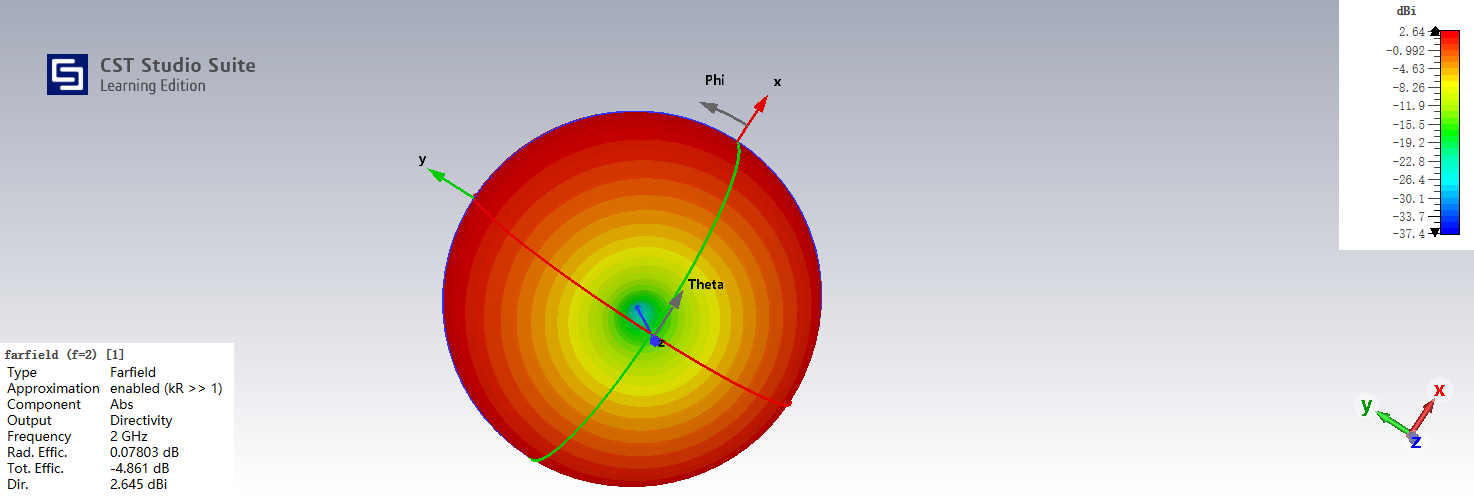 CST Studio Suite
Learning Edition
dBi
2.64
-0.992
-4.63
-8.26
-11.9
-15.5
-19.2
-22.8
-26.4
-30.1
-33.7
-37.4
Phi
x
y
Theta
z
farfield (f=2) [1]
Type Farfield
Approximation enabled (kR >> 1)
Component Abs
Output Directivity
Frequency 2 GHz
Rad. Effic. 0.07803 dB
Tot. Effic. -4.861 dB
Dir. 2.645 dBi
x
y
z